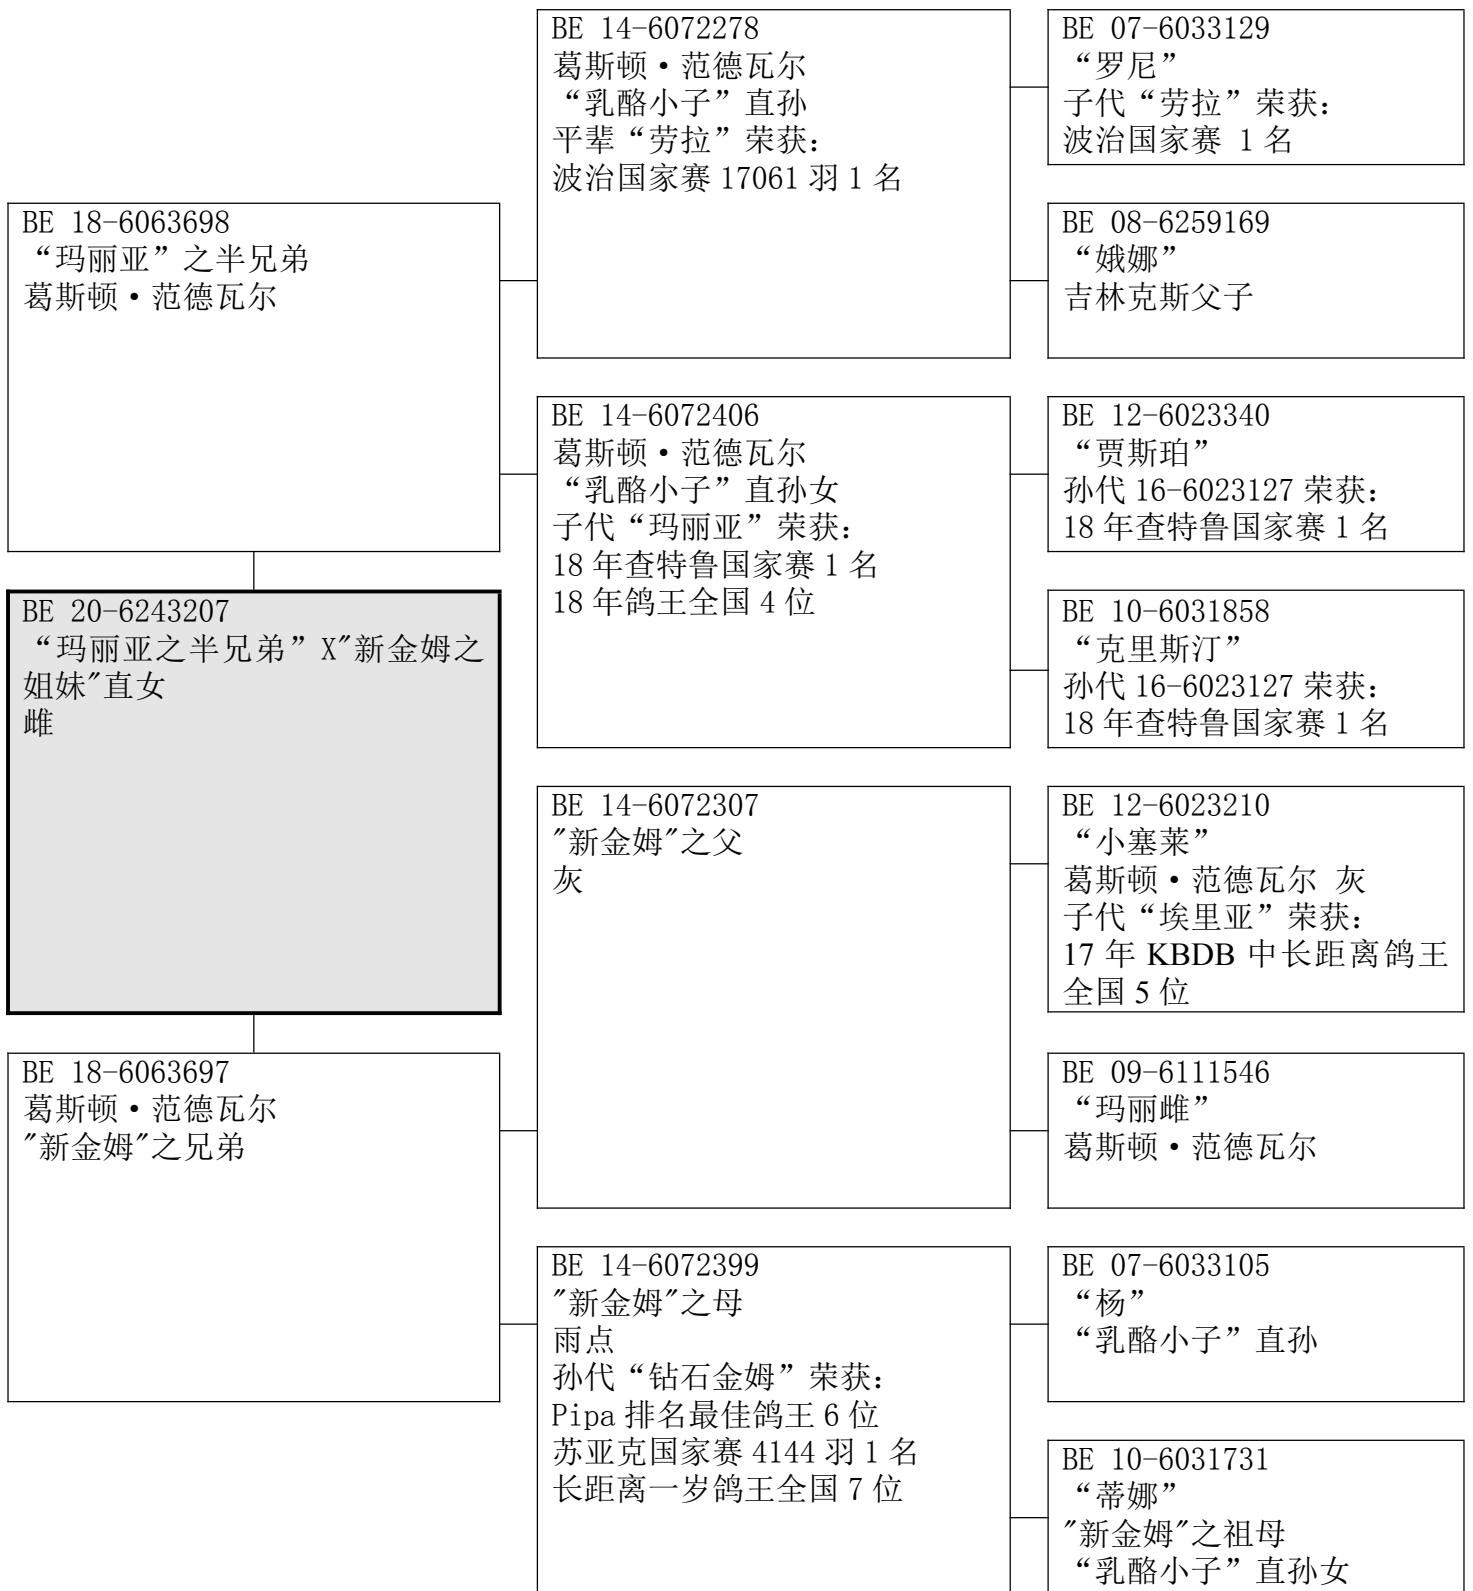 BE 18-6063698
“玛丽亚”之半兄弟
葛斯顿•范德瓦尔
BE 20-6243207
“玛丽亚之半兄弟”X"新金姆之
姐妹"直女
雌
BE 18-6063697
葛斯顿•范德瓦尔
"新金姆"之兄弟
BE 14-6072278
葛斯顿•范德瓦尔
“乳酪小子”直孙
平辈“劳拉”荣获：
波治国家赛 17061 羽 1 名
BE 14-6072406
葛斯顿•范德瓦尔
“乳酪小子”直孙女
子代“玛丽亚”荣获：
18 年查特鲁国家赛 1 名
18 年鸽王全国 4 位
BE 14-6072307
"新金姆"之父
灰
BE 14-6072399
"新金姆"之母
雨点
孙代“钻石金姆”荣获：
Pipa 排名最佳鸽王 6 位
苏亚克国家赛 4144 羽 1 名
长距离一岁鸽王全国 7 位
BE 07-6033129
“罗尼”
子代“劳拉”荣获：
波治国家赛 1 名
BE 08-6259169
“娥娜”
吉林克斯父子
BE 12-6023340
“贾斯珀”
孙代 16-6023127 荣获：
18 年查特鲁国家赛 1 名
BE 10-6031858
“克里斯汀”
孙代 16-6023127 荣获：
18 年查特鲁国家赛 1 名
BE 12-6023210
“小塞莱”
葛斯顿•范德瓦尔 灰
子代“埃里亚”荣获：
17 年 KBDB 中长距离鸽王
全国 5 位
BE 09-6111546
“玛丽雌”
葛斯顿•范德瓦尔
BE 07-6033105
“杨”
“乳酪小子”直孙
BE 10-6031731
“蒂娜”
"新金姆"之祖母
“乳酪小子”直孙女